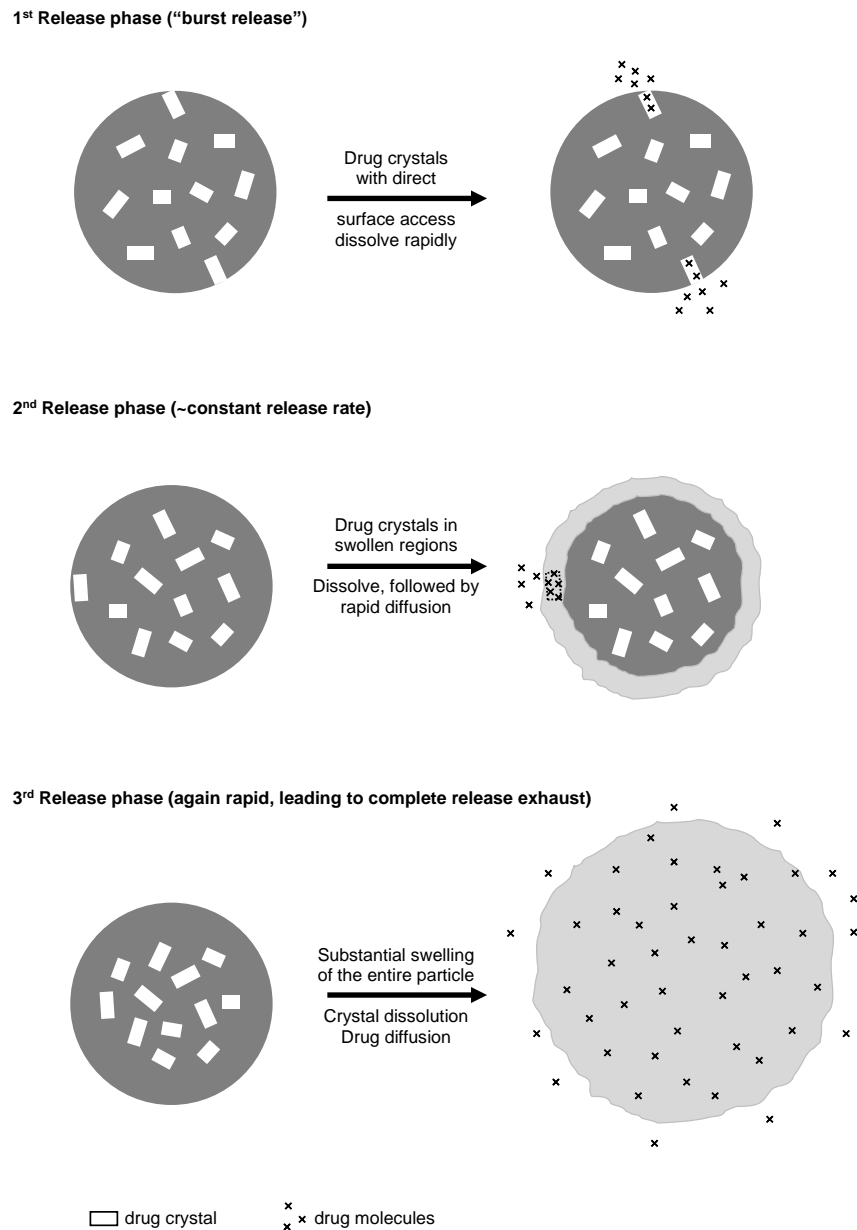 1st Release phase (“burst release”)
Drug crystals
with direct
surface access
dissolve rapidly
2nd Release phase (~constant release rate)
Drug crystals in
swollen regions
Dissolve, followed by
rapid diffusion
3rd Release phase (again rapid, leading to complete release exhaust)
Substantial swelling
of the entire particle
Crystal dissolution
Drug diffusion
drug crystal
drug molecules